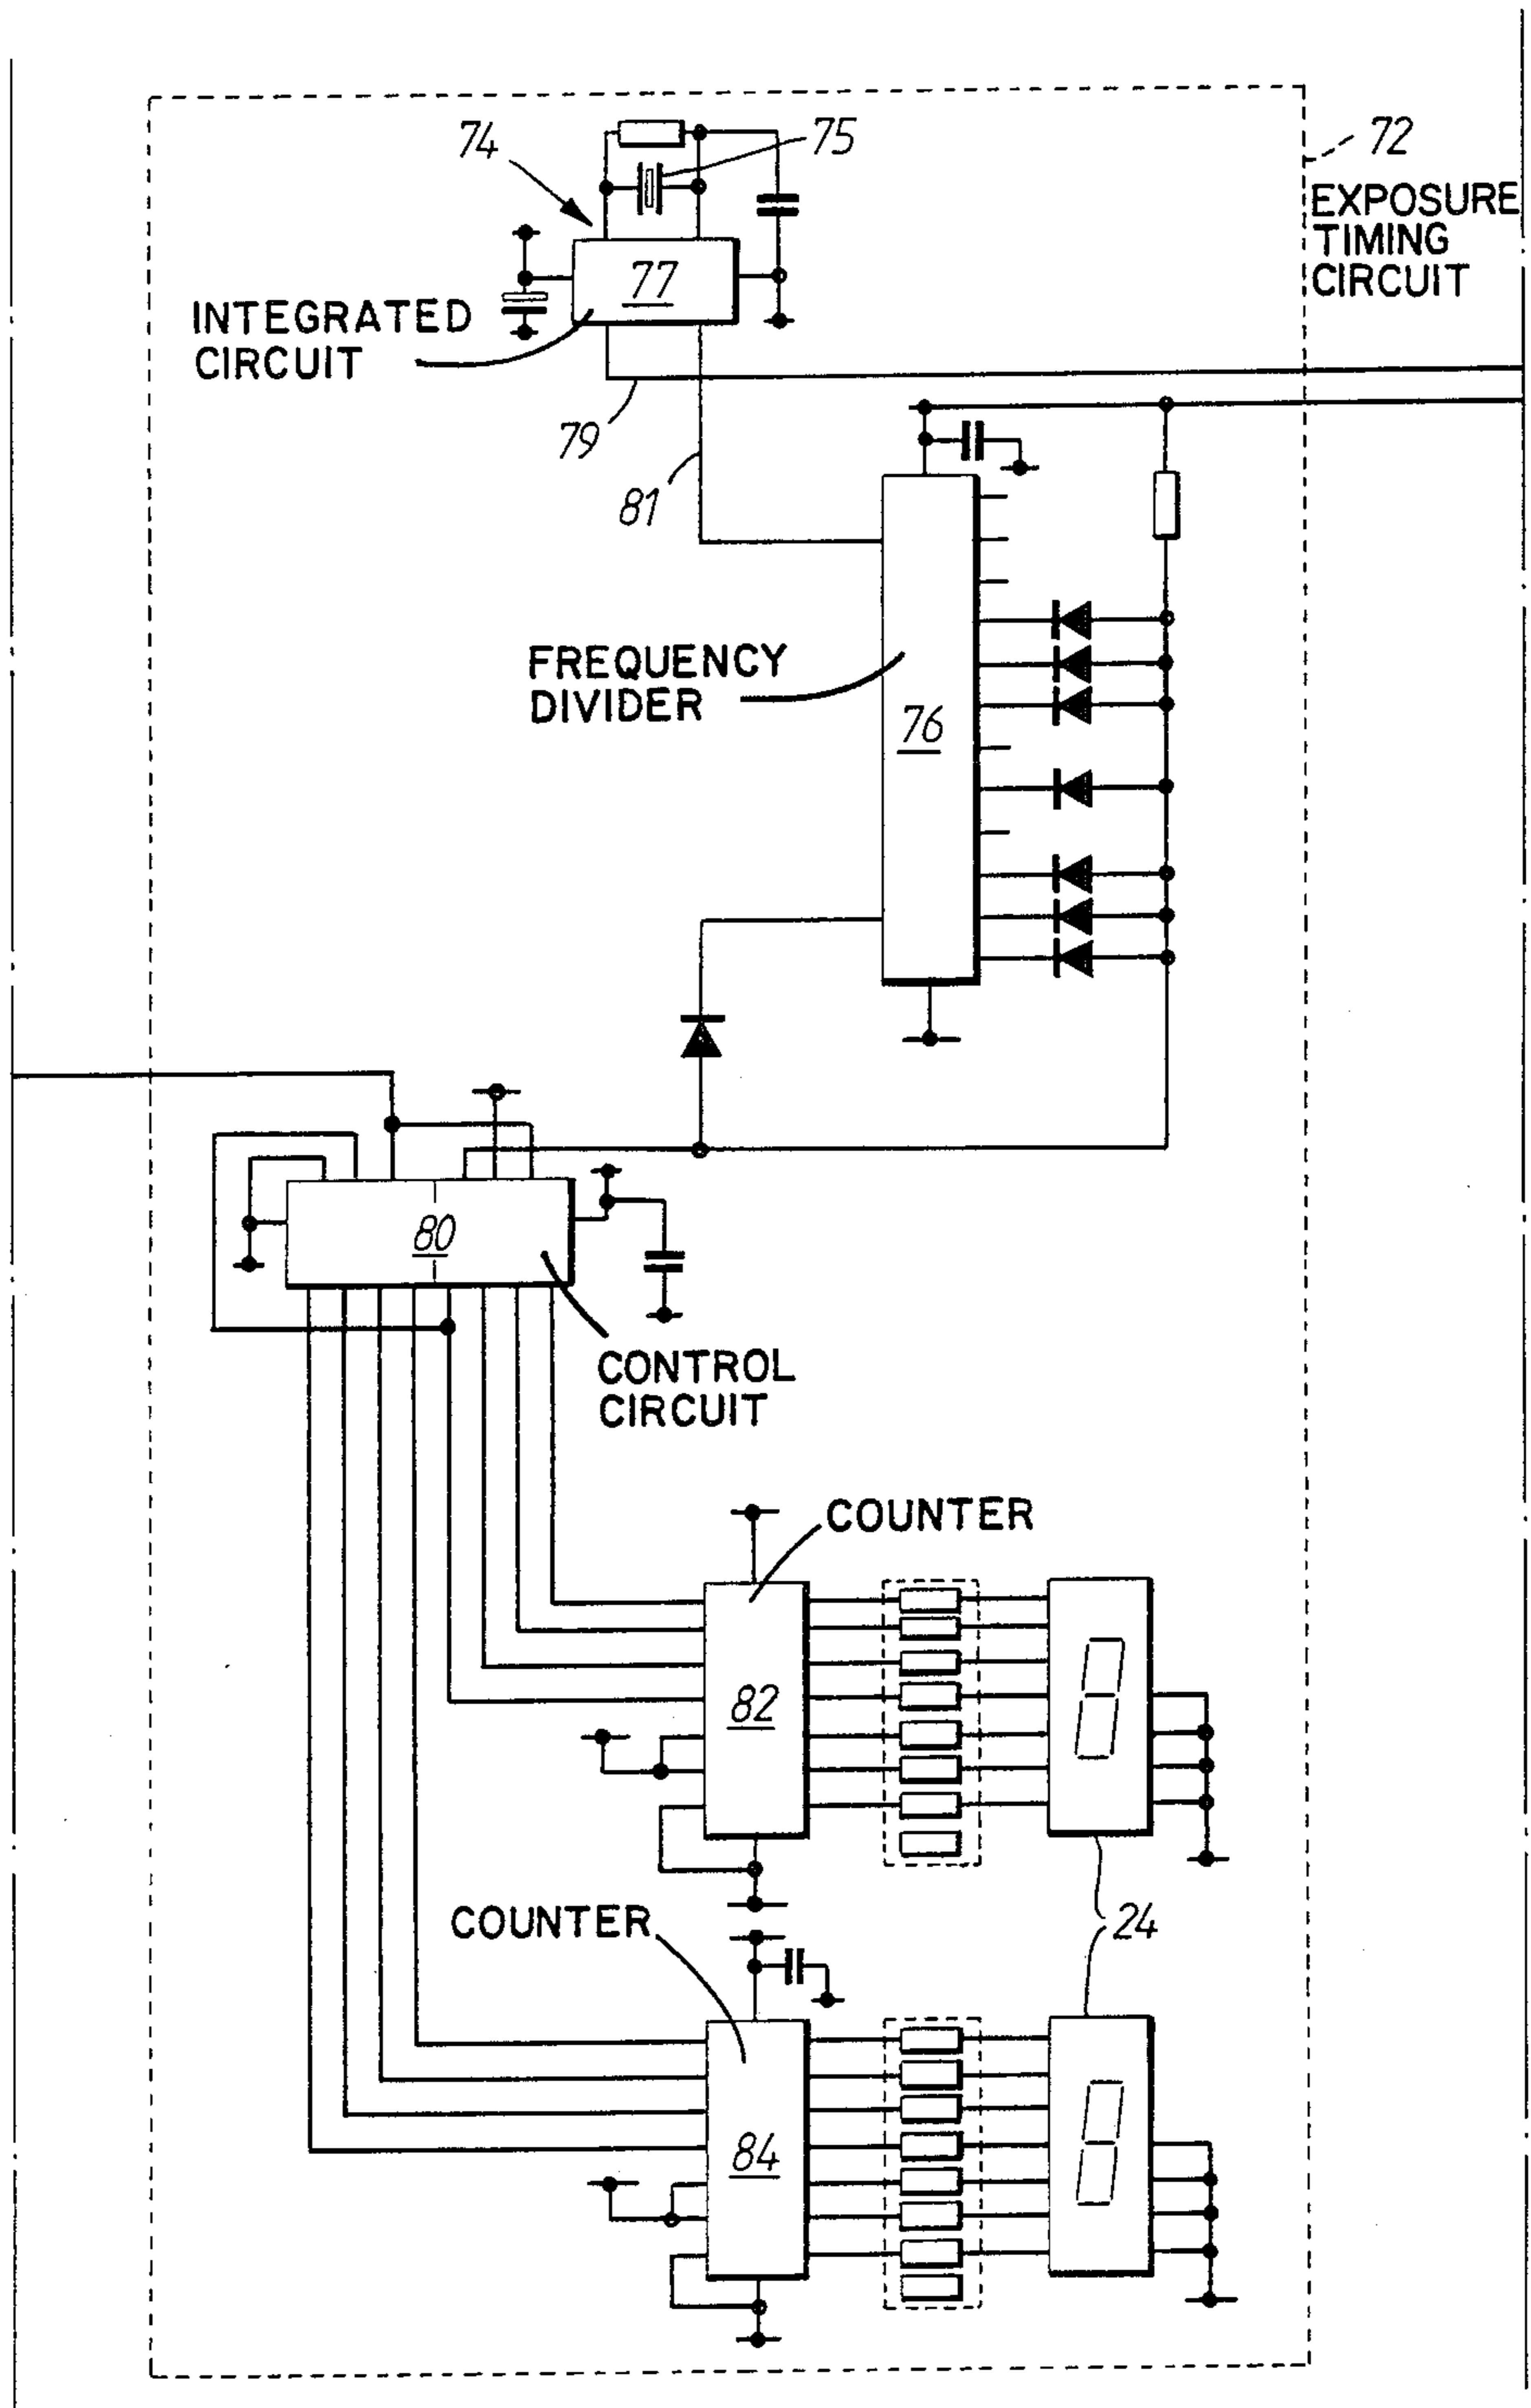 74
75
72
EXPOSURE
TIMING
CIRCUIT
77
INTEGRATED
CIRCUIT
79
81
FREQUENCY
DIVIDER
76
80
CONTROL
CIRCUIT
COUNTER
82
24
COUNTER
84